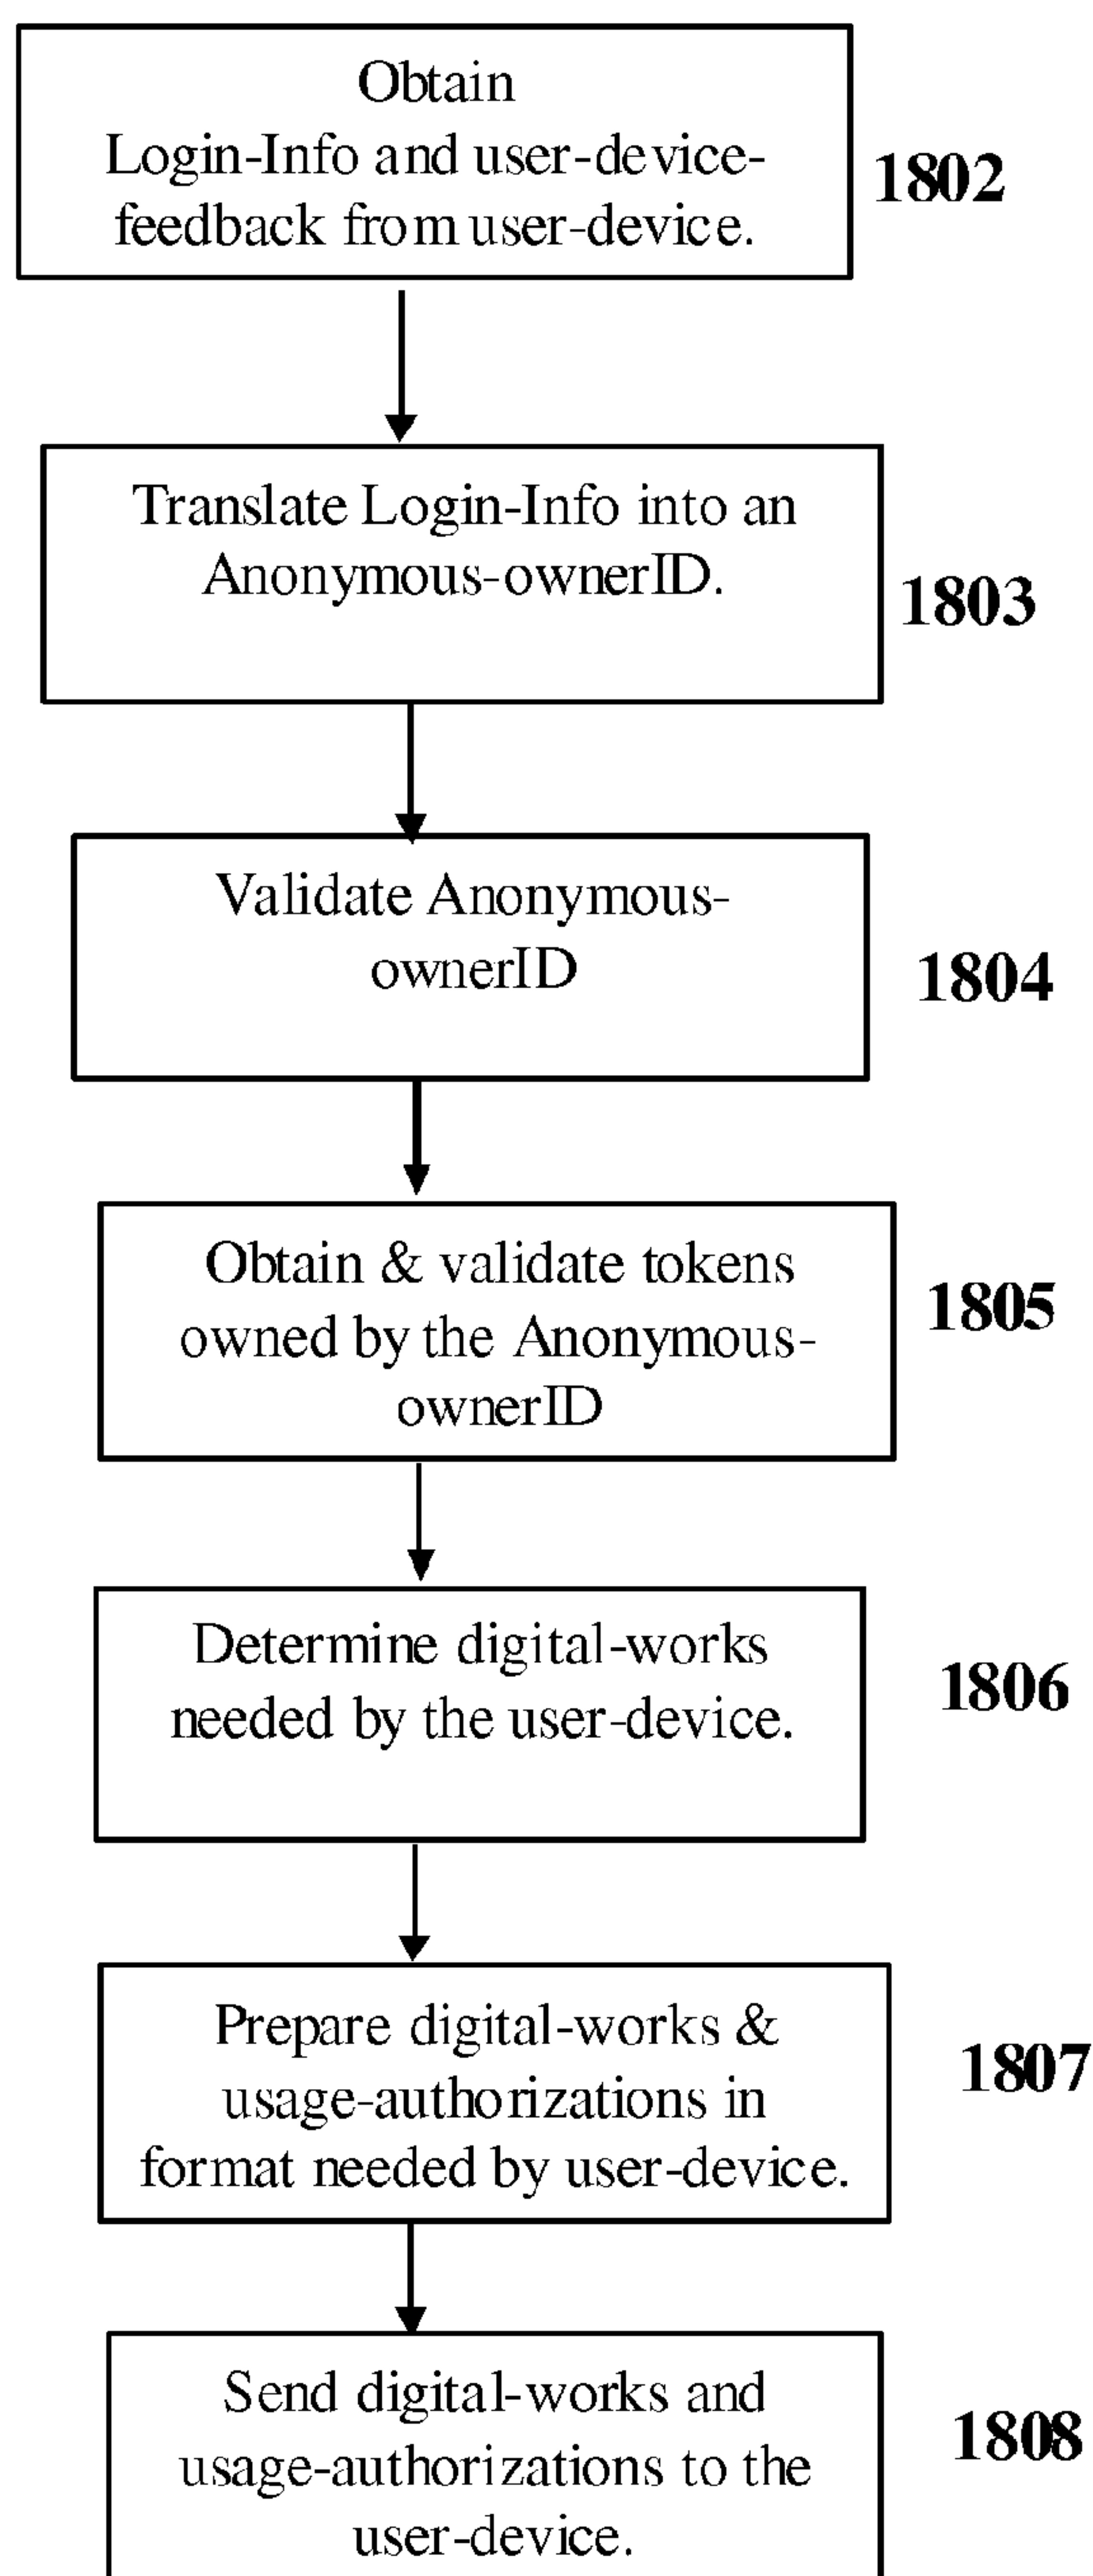 Obtain
Login-Info and user-device-
feedback from user-device.
1802
Translate Login-Info into an
Anonymous-ownerID.
1803
Validate Anonymous-
ownerID
1804
Obtain & validate tokens
owned by the Anonymous-
ownerID
1805
Determine digital-works
needed by the user-device.
1806
Prepare digital-works &
usage-authorizations in
format needed by user-device.
1807
Send digital-works and
usage-authorizations to the
user-device.
1808